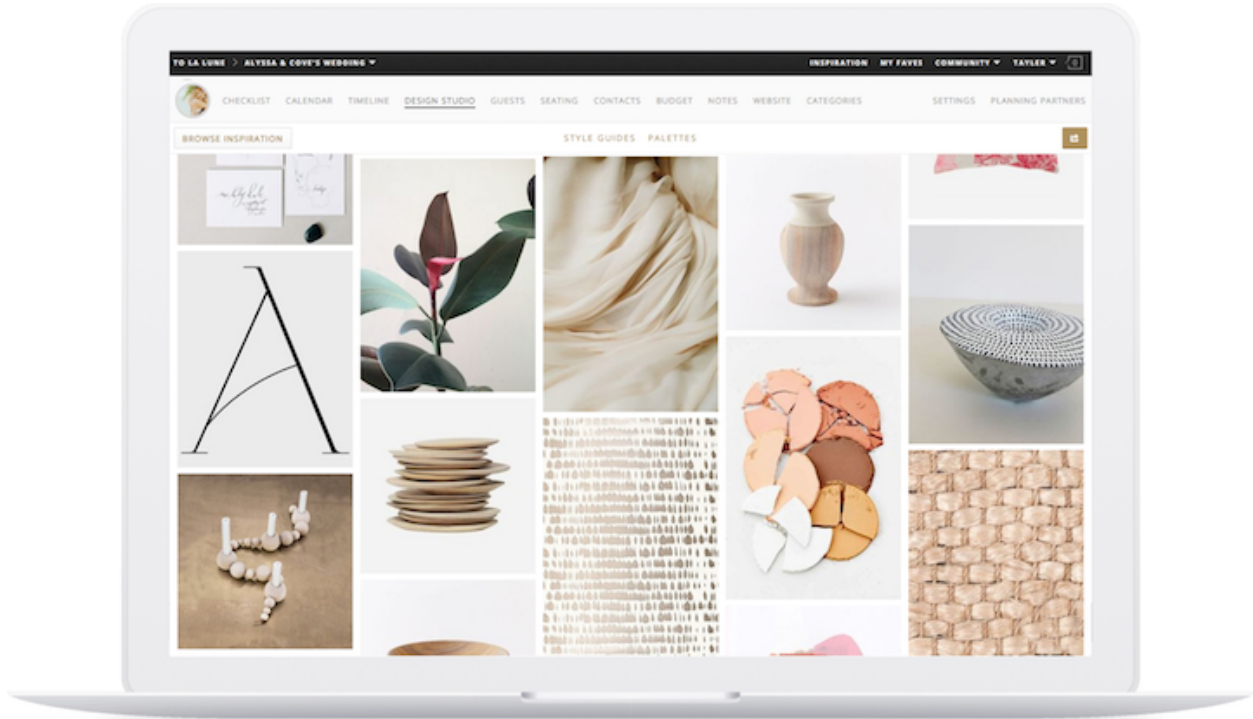 TO LA LUNE > ALYSSA & COVE'S WEDDING INSPIRATION MY FAVES COMMUNITY TAYLER
CHECKLIST CALENDAR TIMELINE DESIGN STUDIO GUESTS SEATING CONTACTS BUDGET NOTES WEBSITE CATEGORIES SETTINGS PLANNING PARTNERS
BROWSE INSPIRATION STYLE GUIDES PALETTES
A